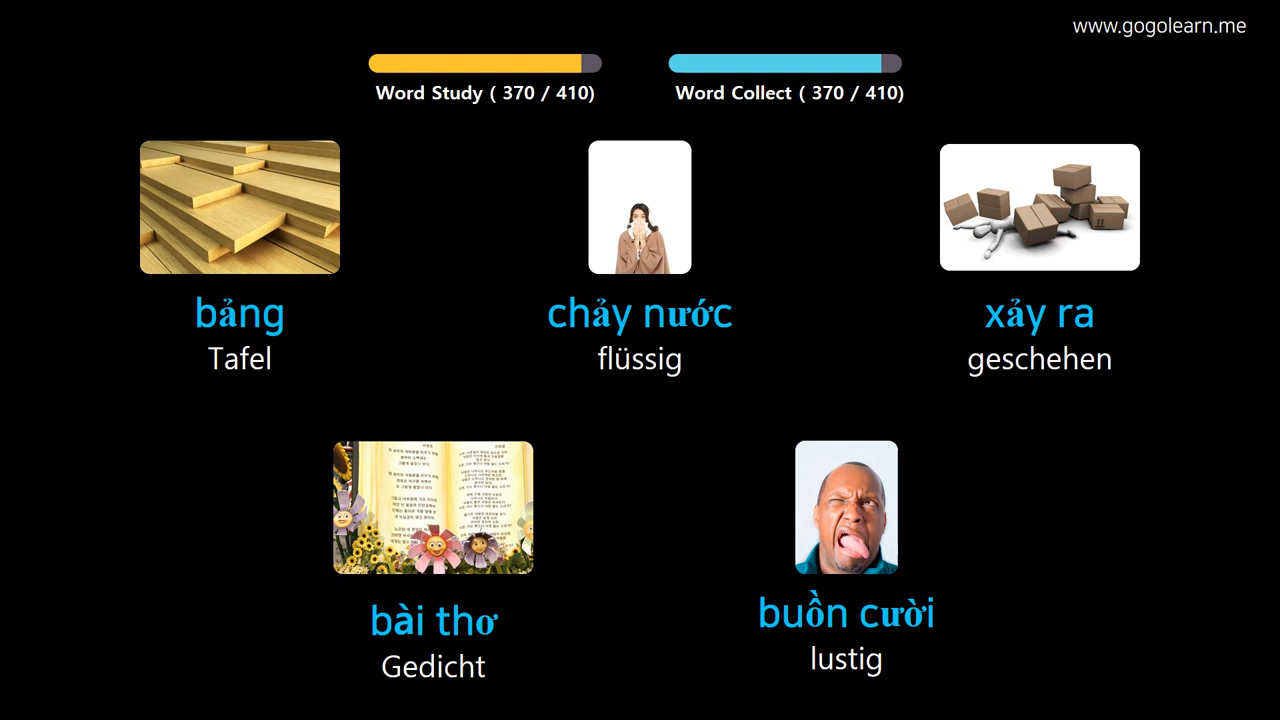 www.gogolearn.me
Word Study ( 370 / 410)
Word Collect ( 370 / 410)
bảng
Tafel
chảy nước
flüssig
xảy ra
geschehen
bài thơ
Gedicht
buồn cười
lustig